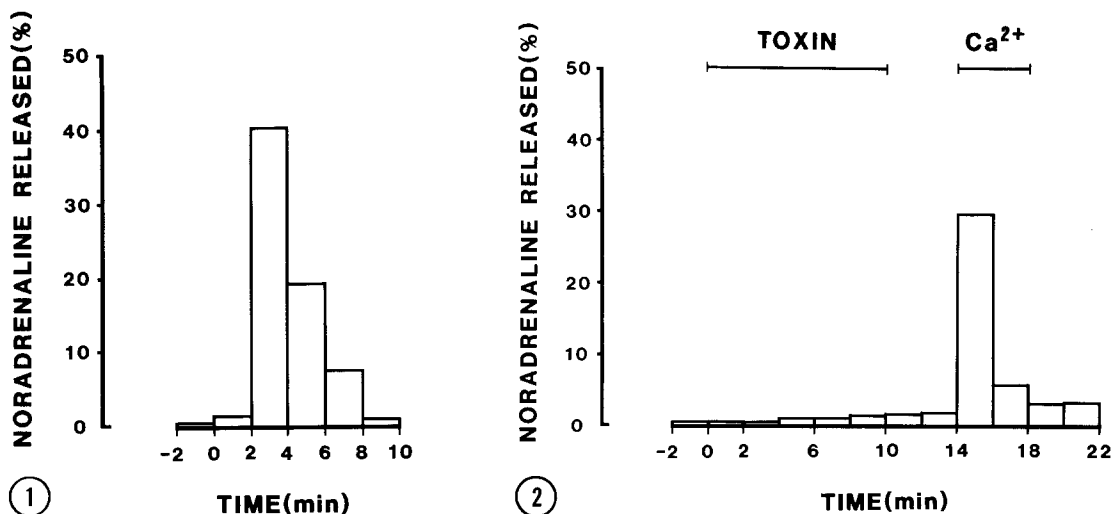 NORADRENALINE RELEASED(%)
50
40
30
20
10
0
-2 0 2 4 6 8 10
TIME(min)
1
NORADRENALINE RELEASED(%)
TOXIN Ca²⁺
50
40
30
20
10
0
-2 0 2 6 10 14 18 22
TIME(min)
2